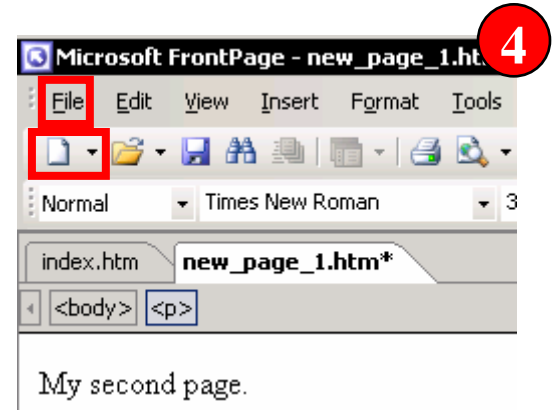 4
Microsoft FrontPage - new_page_1.ht
File Edit View Insert Format Tools
Normal Times New Roman 3
index.htm new_page_1.htm*
<body> <p>
My second page.